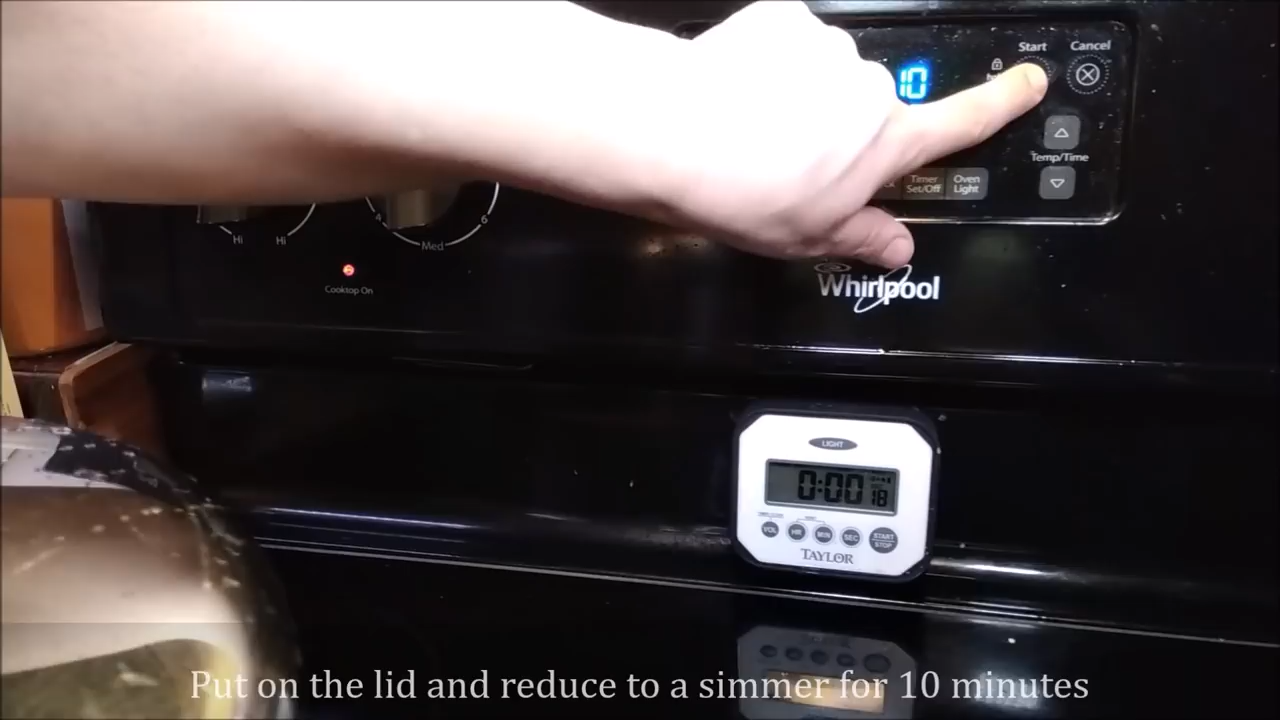 Start
Cancel
10
Temp/Time
Timer
Set/Off
Oven
Light
4
6
Hi
Hi
Med
Cooktop On
Whirlpool
LIGHT
0:00 18
VOL
HR
MIN
SEC
START
STOP
TAYLOR
Put on the lid and reduce to a simmer for 10 minutes